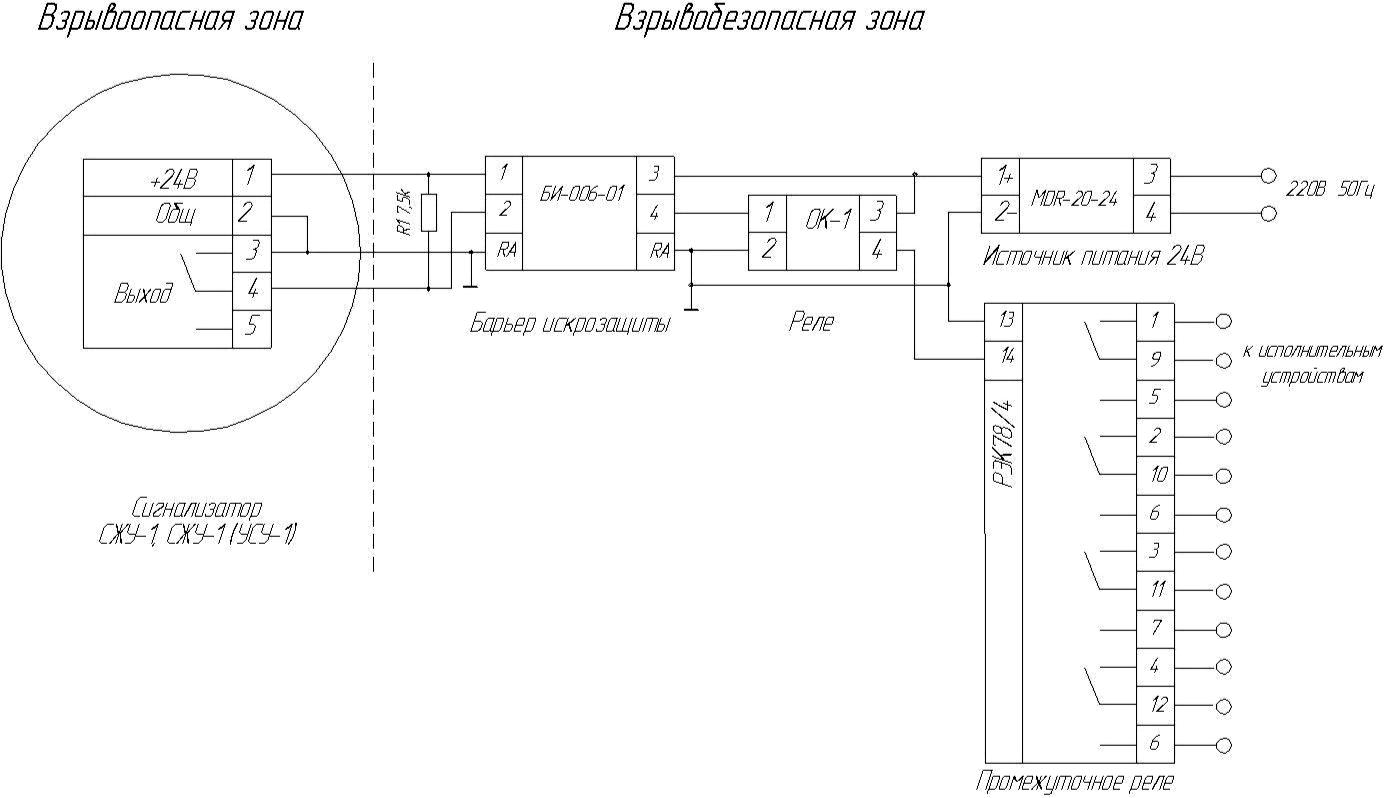 Взрывоопасная зона
Взрывобезопасная зона
+24В 1
Общ 2
3
Выход 4
5
R1 7,5k
1 БИ-006-01 3
2 4
RA RA
Барьер искрозащиты
1 ОК-1 3
2 4
Реле
1+ MDR-20-24 3
2- 4
220В 50Гц
Источник питания 24В
13
14
РЭК78/4
1
9
5
2
10
6
3
11
7
4
12
6
к исполнительным
устройствам
Промежуточное реле
Сигнализатор
СЖУ-1, СЖУ-1 (УСУ-1)